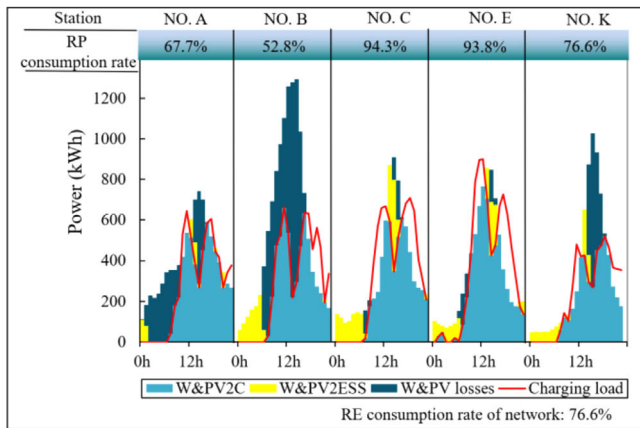 Station NO. A NO. B NO. C NO. E NO. K
RP
consumption rate 67.7% 52.8% 94.3% 93.8% 76.6%
Power (kWh)
1200
1000
800
600
400
200
0
0h 12h 0h 12h 0h 12h 0h 12h 0h 12h
W&PV2C W&PV2ESS W&PV losses Charging load
RE consumption rate of network: 76.6%